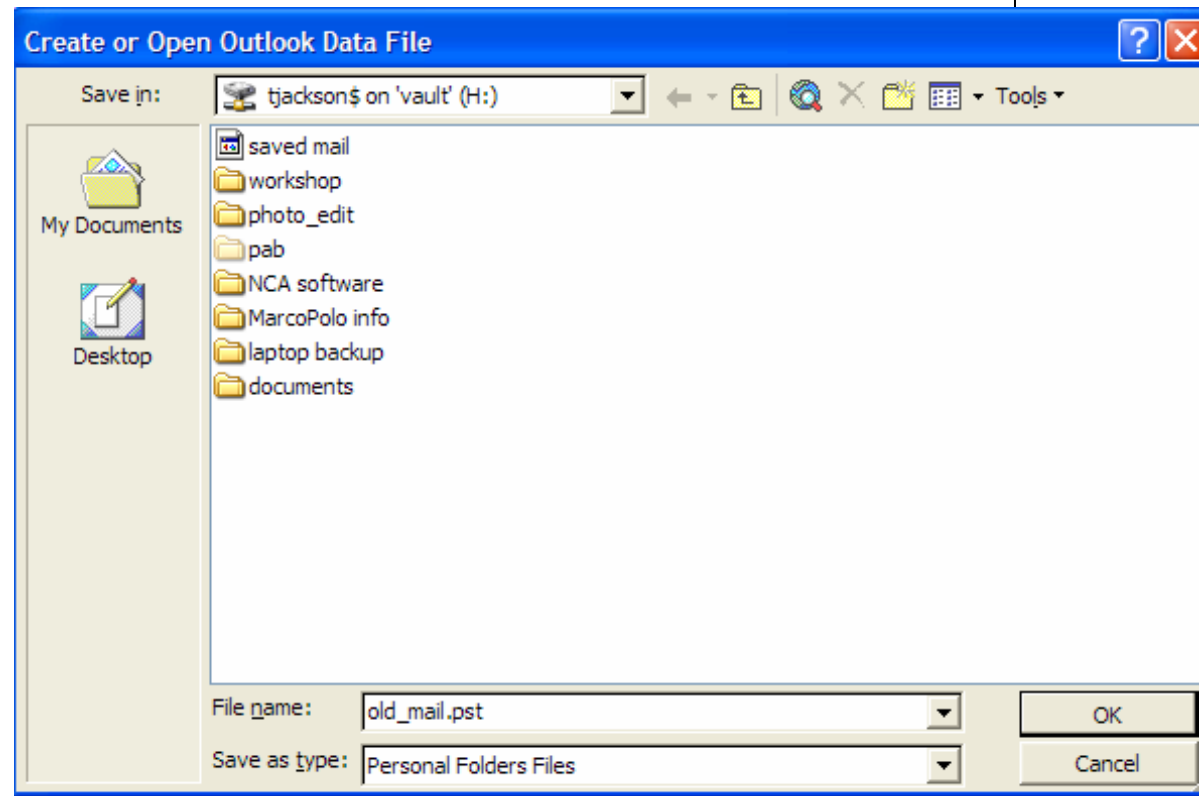 Create or Open Outlook Data File
Save in: tjackson$ on 'vault' (H:) Tools
saved mail
workshop
photo_edit
pab
NCA software
MarcoPolo info
laptop backup
documents
My Documents
Desktop
File name: old_mail.pst OK
Save as type: Personal Folders Files Cancel